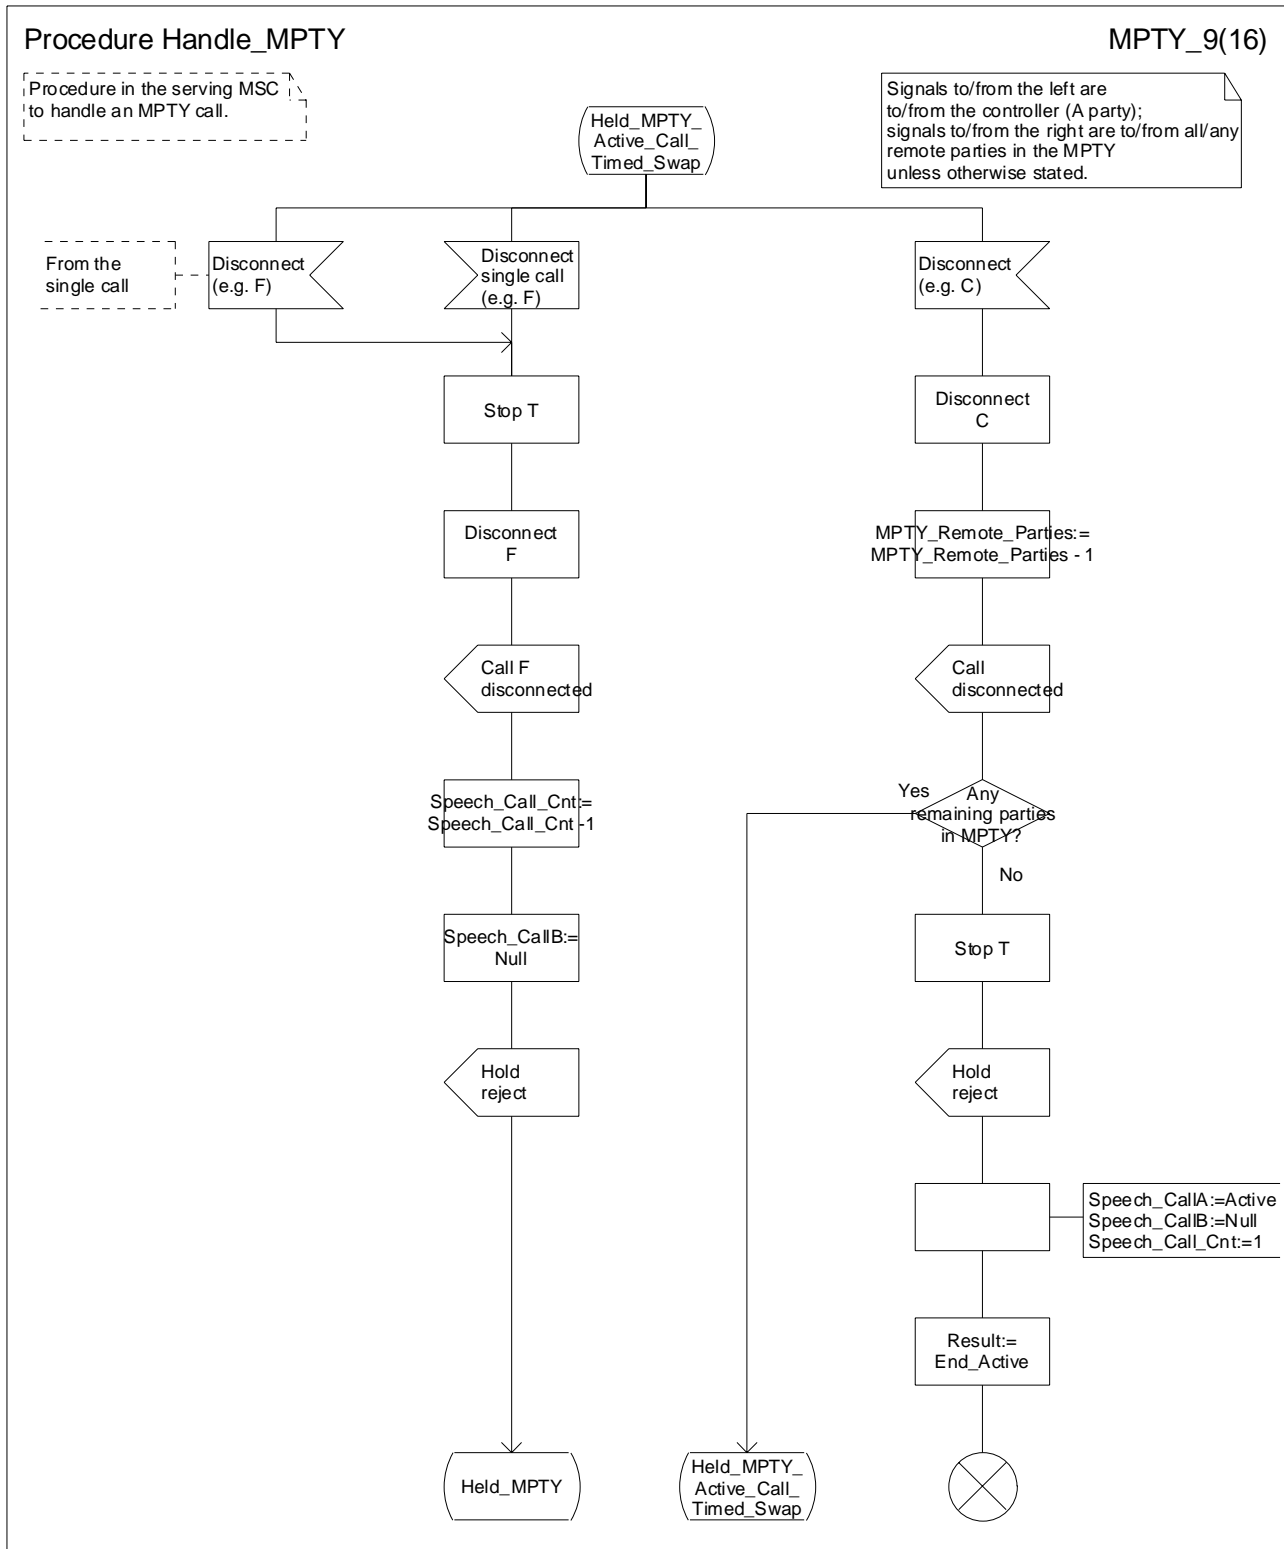 Procedure Handle_MPTY
MPTY_9(16)
Procedure in the serving MSC
to handle an MPTY call.
Signals to/from the left are
to/from the controller (A party);
signals to/from the right are to/from all/any
remote parties in the MPTY
unless otherwise stated.
Held_MPTY_
Active_Call_
Timed_Swap
From the
single call
Disconnect
(e.g. F)
Disconnect
single call
(e.g. F)
Disconnect
(e.g. C)
Stop T
Disconnect
C
Disconnect
F
MPTY_Remote_Parties:=
MPTY_Remote_Parties - 1
Call F
disconnected
Call
disconnected
Speech_Call_Cnt:=
Speech_Call_Cnt -1
Yes
Any
remaining parties
in MPTY?
No
Speech_CallB:=
Null
Stop T
Hold
reject
Hold
reject
Speech_CallA:=Active
Speech_CallB:=Null
Speech_Call_Cnt:=1
Result:=
End_Active
Held_MPTY
Held_MPTY_
Active_Call_
Timed_Swap